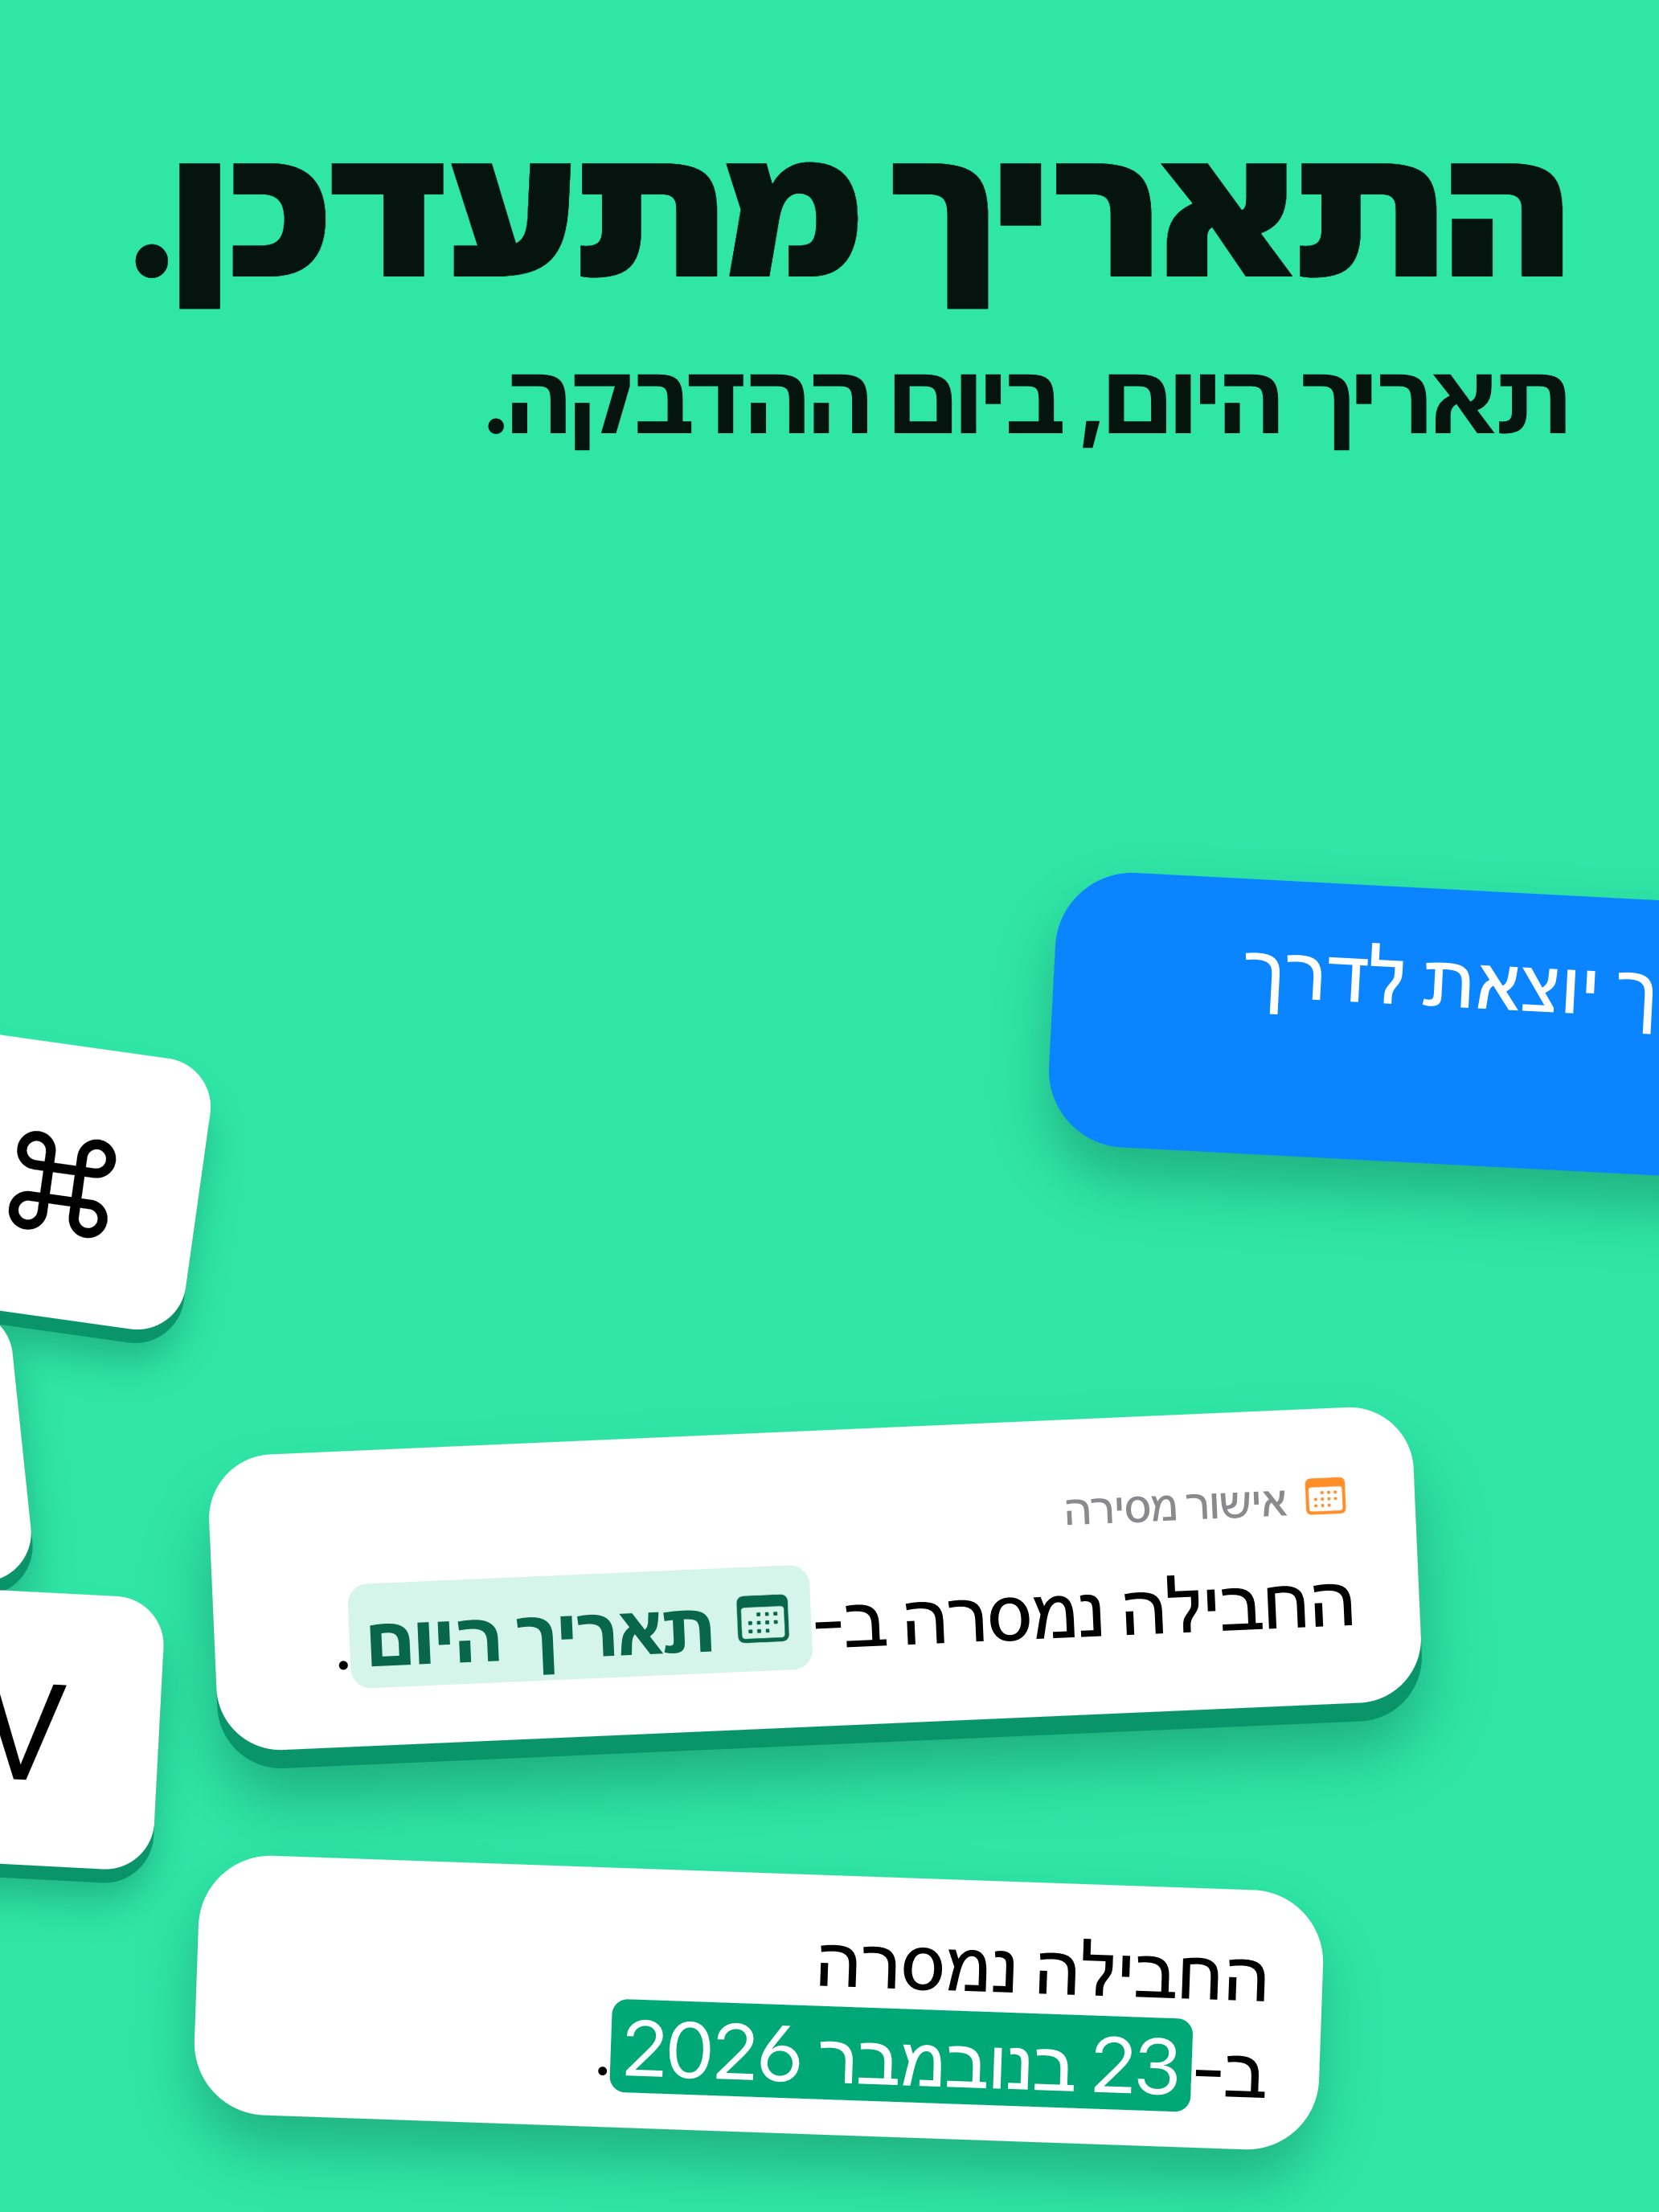 התאריך מתעדכן.
תאריך היום, ביום ההדבקה.
יוצאת לדרך
⌘
אישור מסירה
החבילה נמסרה ב-תאריך היום.
V
החבילה נמסרה
ב-23 בנובמבר 2026.